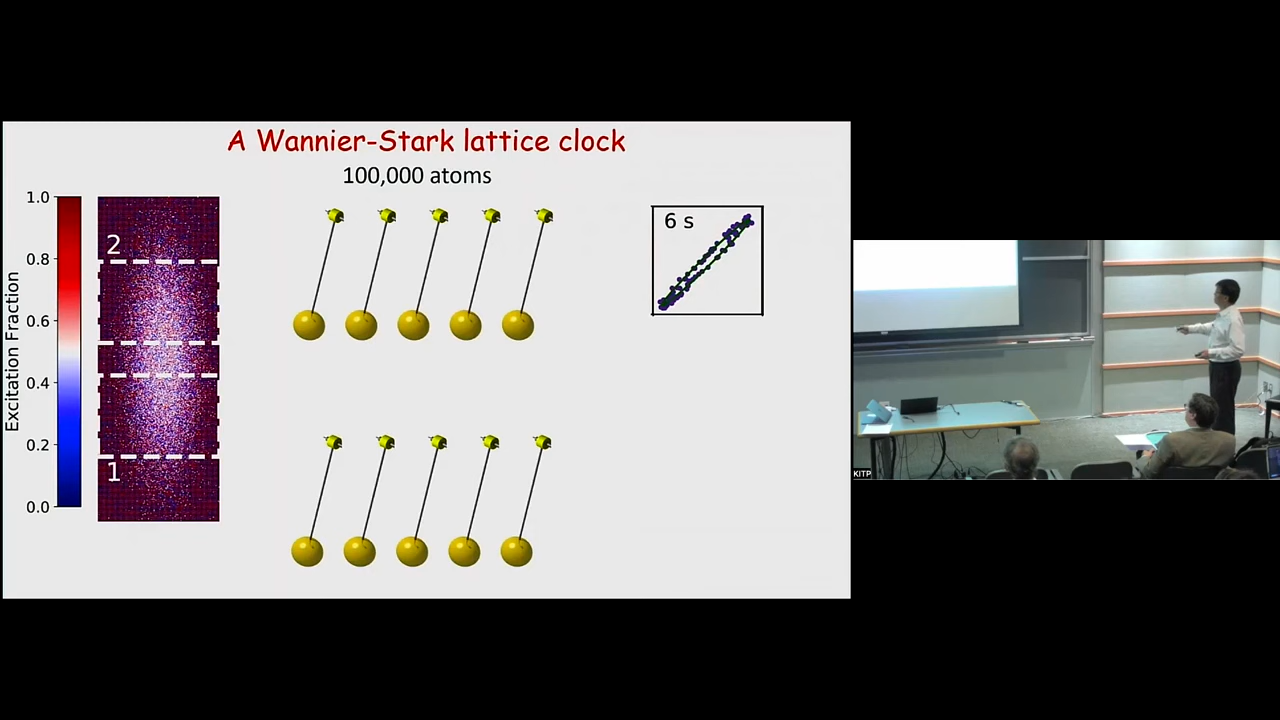 A Wannier-Stark lattice clock
100,000 atoms
Excitation Fraction
1.0
0.8
0.6
0.4
0.2
0.0
2
1
6 s
KITP